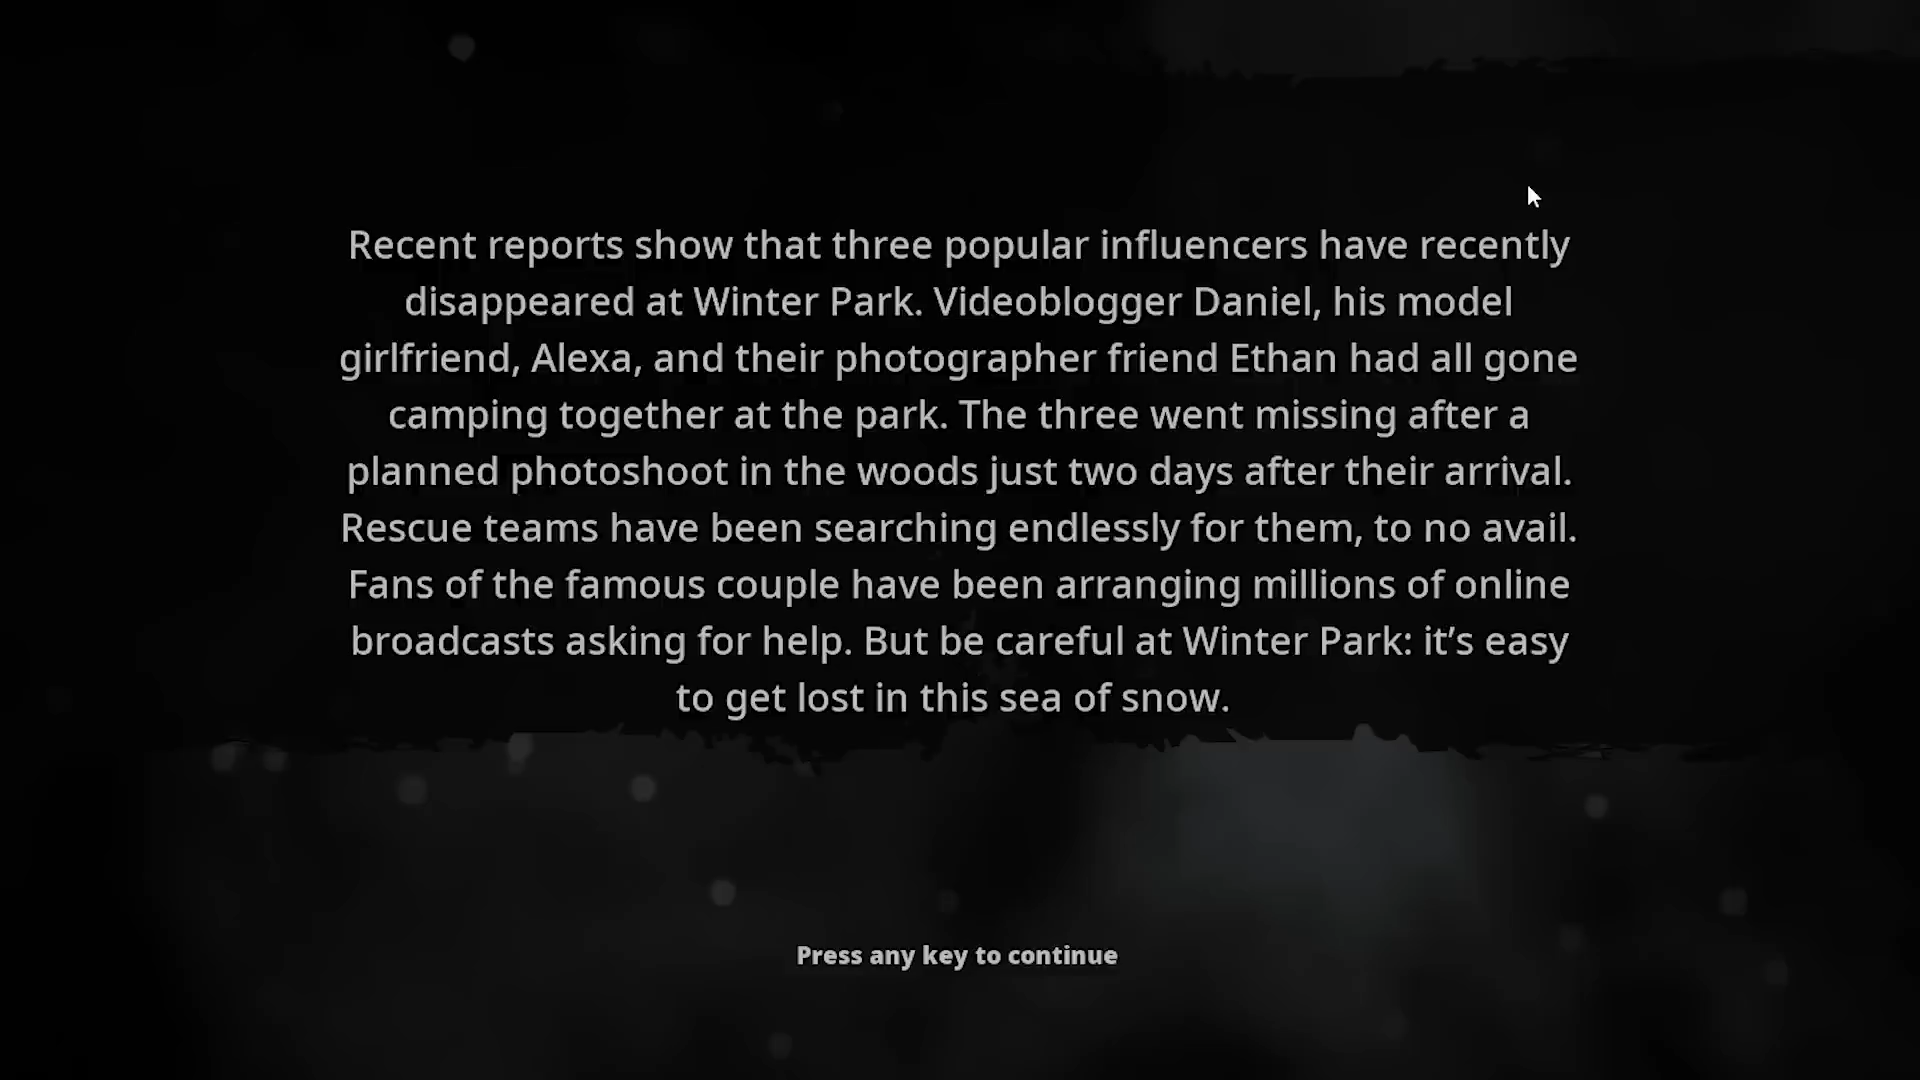 Recent reports show that three popular influencers have recently
disappeared at Winter Park. Videoblogger Daniel, his model
girlfriend, Alexa, and their photographer friend Ethan had all gone
camping together at the park. The three went missing after a
planned photoshoot in the woods just two days after their arrival.
Rescue teams have been searching endlessly for them, to no avail.
Fans of the famous couple have been arranging millions of online
broadcasts asking for help. But be careful at Winter Park: it’s easy
to get lost in this sea of snow.
Press any key to continue